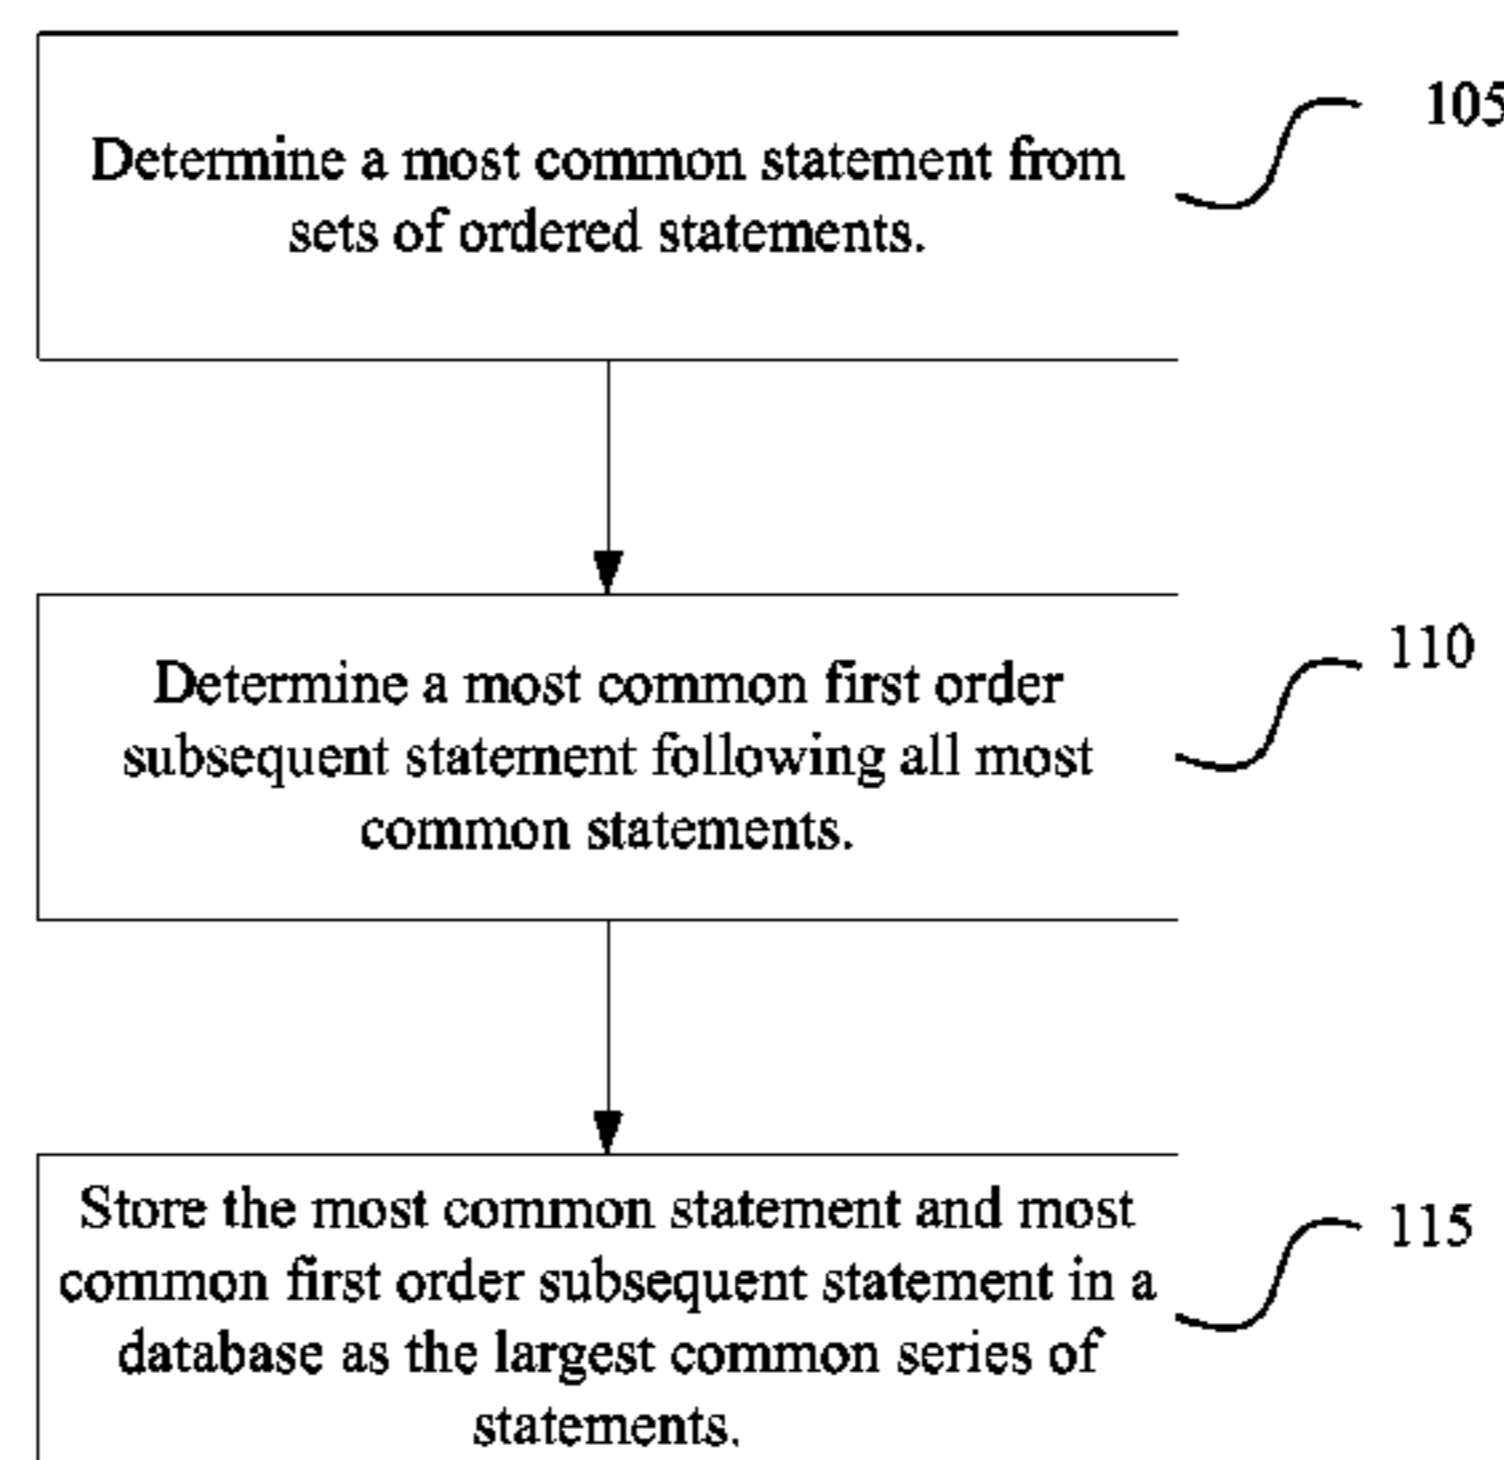 105
Determine a most common statement from
sets of ordered statements.
110
Determine a most common first order
subsequent statement following all most
common statements.
Store the most common statement and most
115
common first order subsequent statement in a
database as the largest common series of
statements.